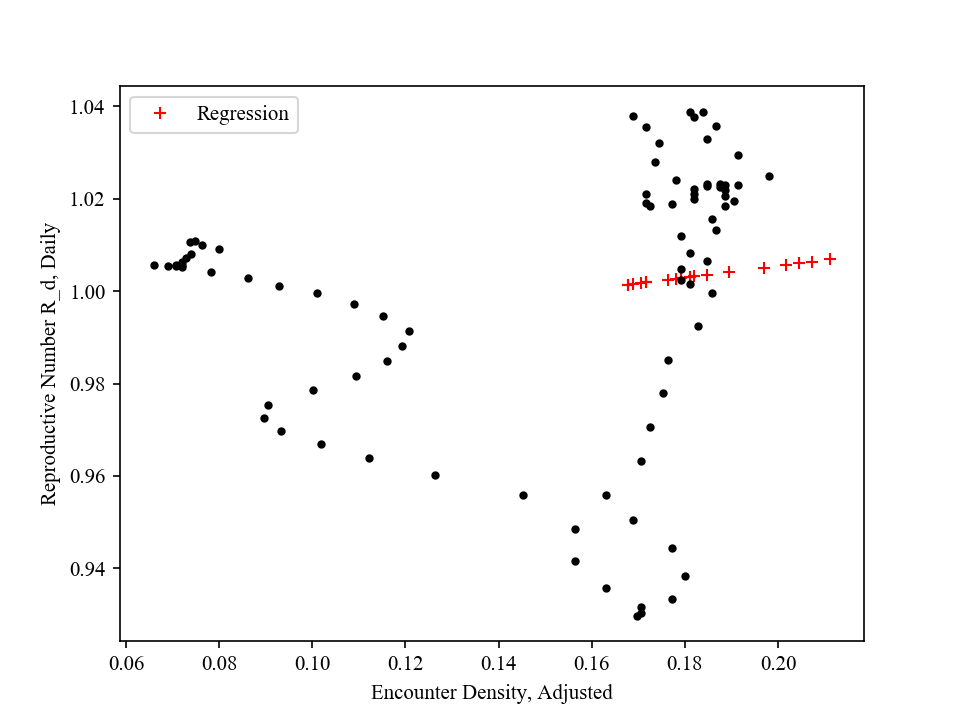 Regression
1.04
1.02
1.00
0.98
0.96
0.94
Reproductive Number R_d, Daily
0.06 0.08 0.10 0.12 0.14 0.16 0.18 0.20
Encounter Density, Adjusted